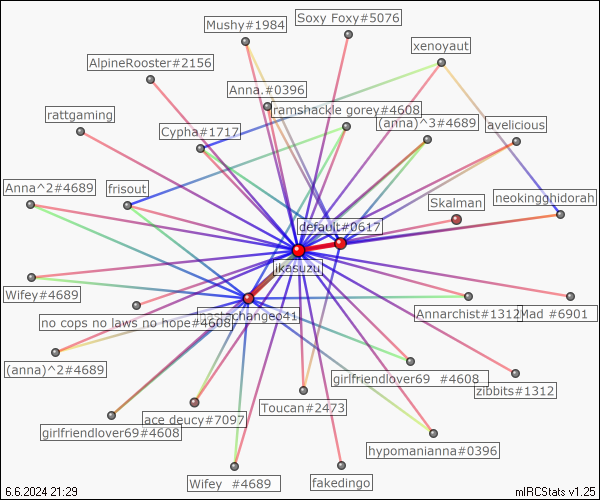 Soxy Foxy#5076
Mushy#1984
xenoyaut
AlpineRooster#2156
Anna.#0396
ramshackle gorey#4608
rattgaming
(anna)^3#4689
avelicious
Cypha#1717
Anna^2#4689
frisout
Skalman
neokingghidorah
default#0617
ikasuzu
Wifey#4689
no cops no laws no hope#4608
Annarchist#1312
Mad #6901
(anna)^2#4689
girlfriendlover69 #4608
zibbits#1312
Toucan#2473
ace deucy#7097
girlfriendlover69#4608
hypomanianna#0396
Wifey #4689
fakedingo
6.6.2024 21:29
mIRCStats v1.25